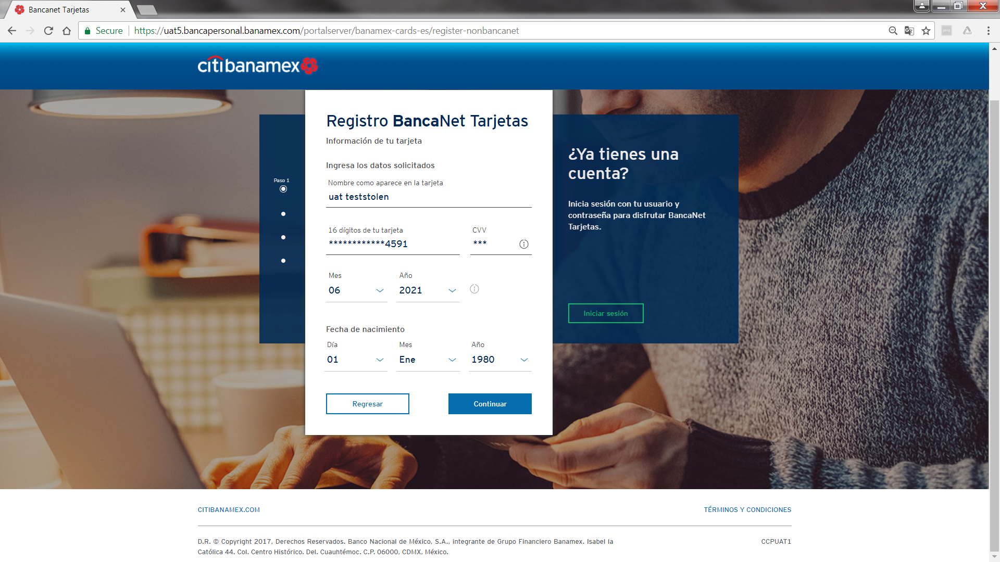 Bancanet Tarjetas
Secure
https://uat5.bancapersonal.banamex.com/portalserver/banamex-cards-es/register-nonbancanet
citibanamex
Registro BancaNet Tarjetas
Información de tu tarjeta
Ingresa los datos solicitados
Nombre como aparece en la tarjeta
uat teststolen
16 dígitos de tu tarjeta
CVV
************4591
***
Mes
Año
06
2021
Fecha de nacimiento
Día
Mes
Año
01
Ene
1980
Regresar
Continuar
Paso 1
¿Ya tienes una
cuenta?
Inicia sesión con tu usuario y
contraseña para disfrutar BancaNet
Tarjetas.
Iniciar sesión
CITIBANAMEX.COM
TÉRMINOS Y CONDICIONES
D.R. © Copyright 2017, Derechos Reservados. Banco Nacional de México, S.A., integrante de Grupo Financiero Banamex. Isabel la
Católica 44. Col. Centro Histórico. Del. Cuauhtémoc. C.P. 06000, CDMX, México.
CCPUAT1